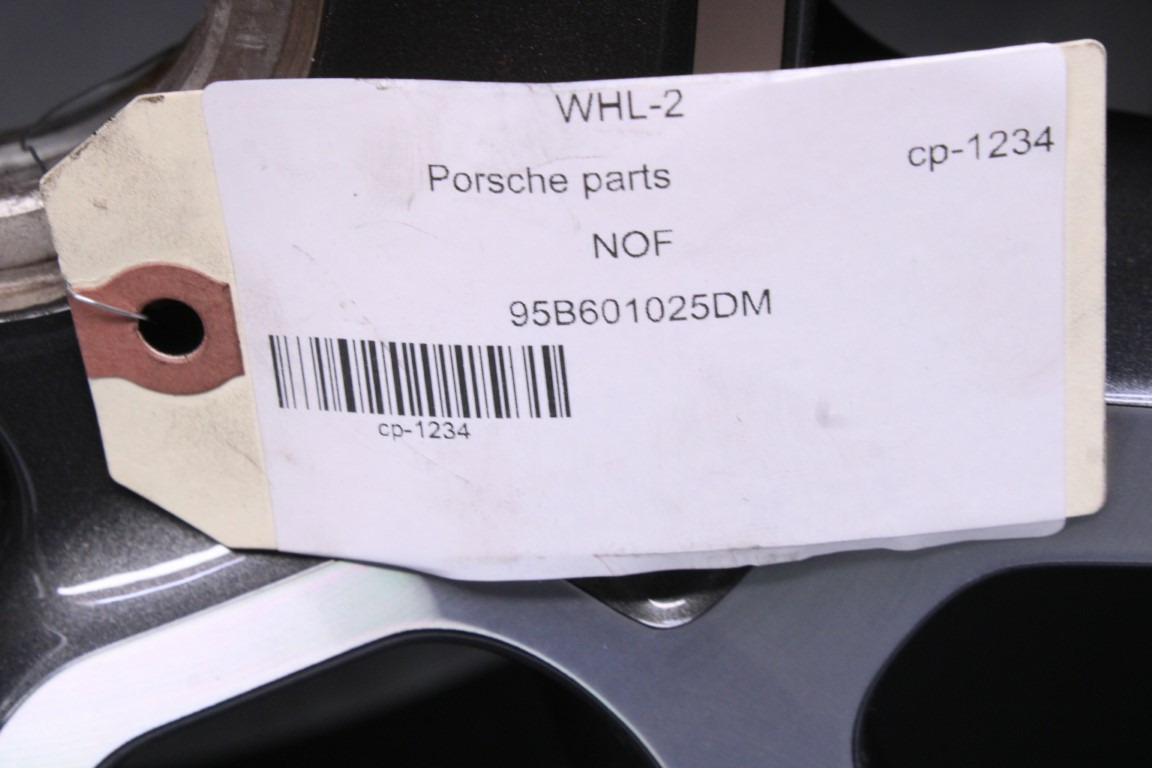 WHL-2
cp-1234
Porsche parts
NOF
95B601025DM
cp-1234